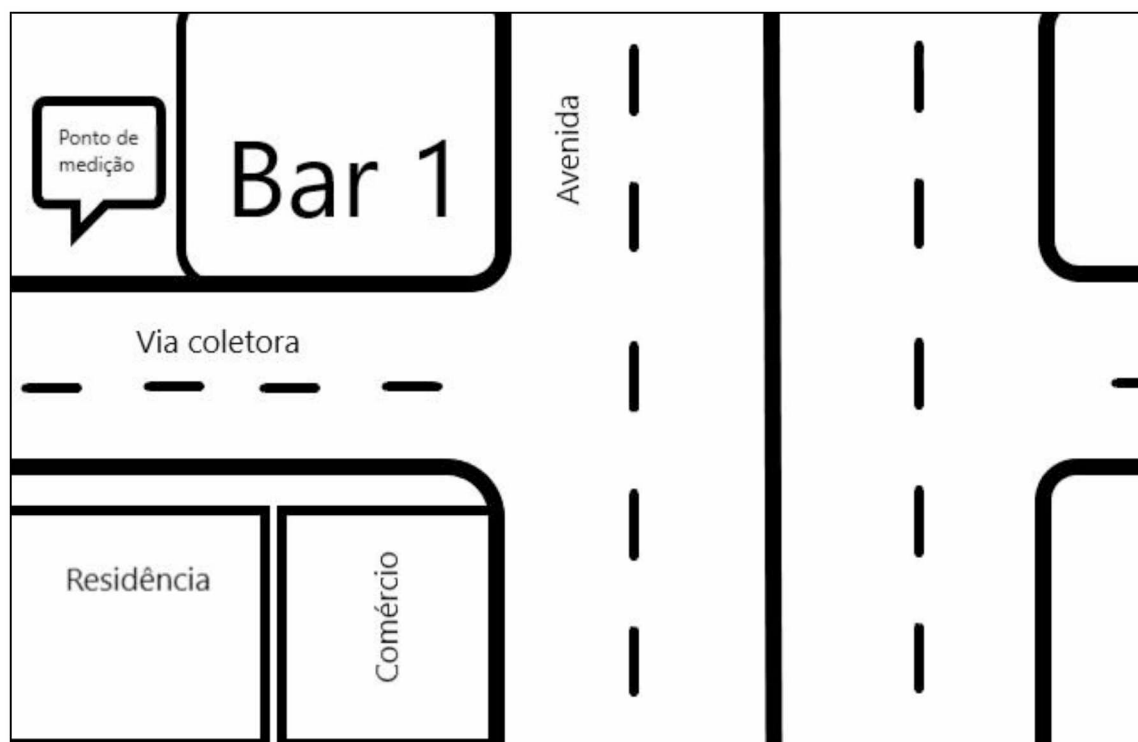 Ponto de
medição
Bar 1
Avenida
Via coletora
Residência
Comércio